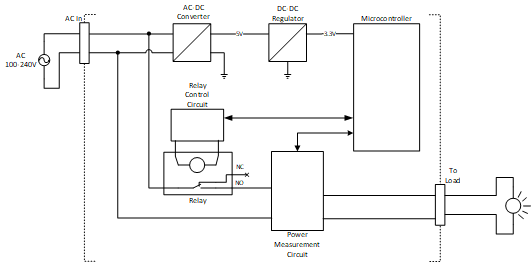 AC In
AC
100-240V
AC-DC
Converter
5V
DC-DC
Regulator
3.3V
Microcontroller
Relay
Control
Circuit
NC
NO
Relay
Power
Measurement
Circuit
To
Load